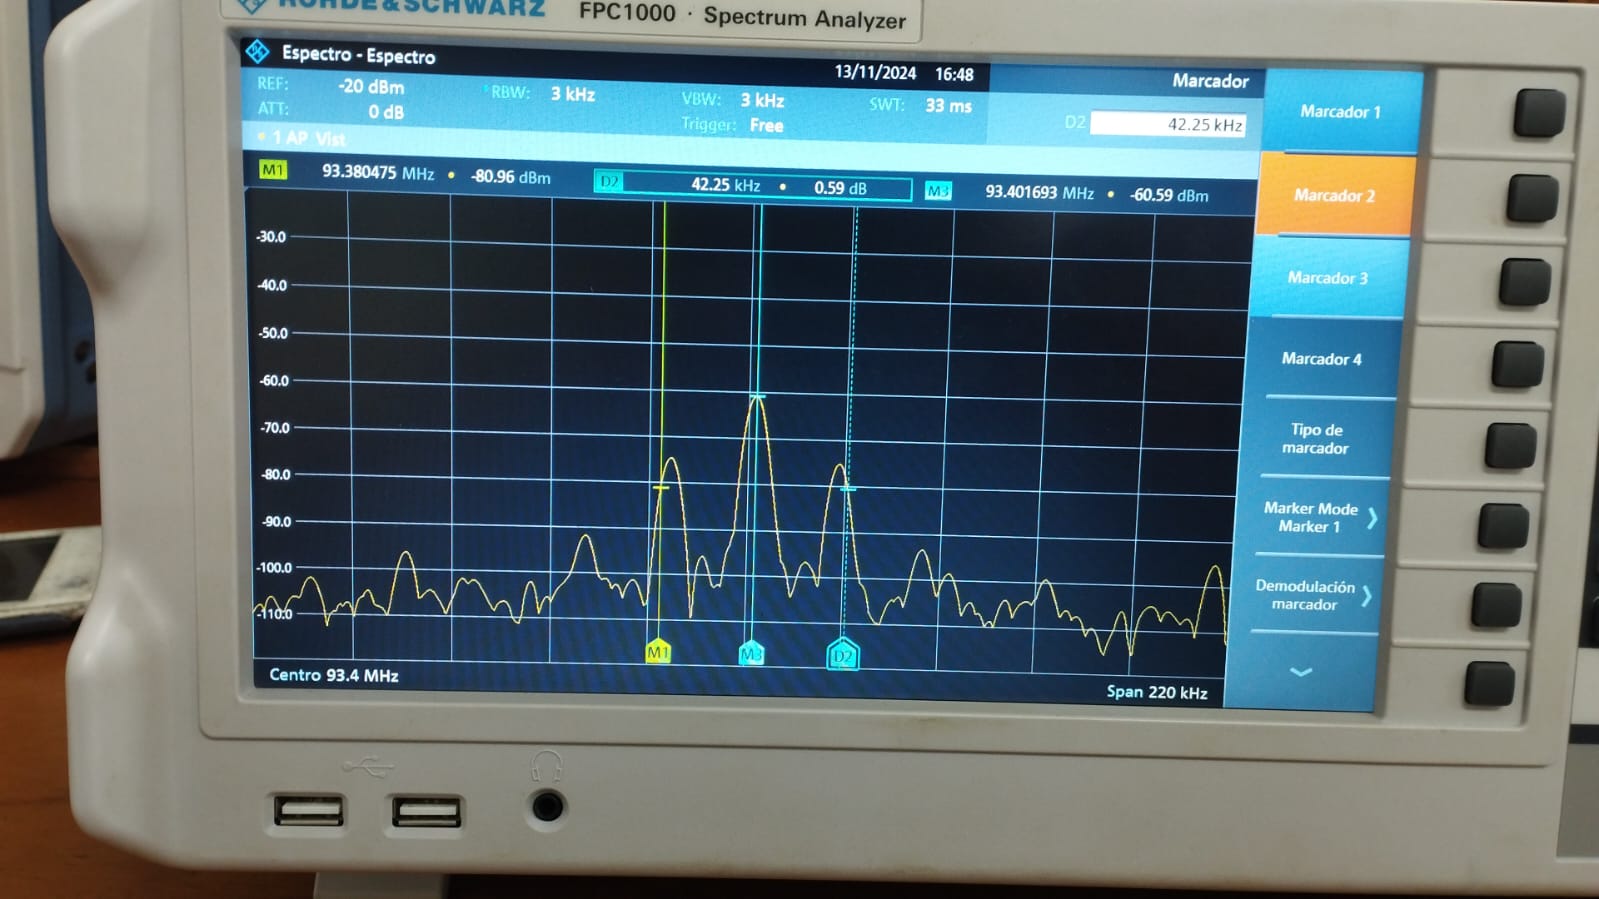 ROHDE&SCHWARZ
FPC1000 · Spectrum Analyzer
Espectro - Espectro
13/11/2024 16:48
Marcador
REF: -20 dBm
RBW: 3 kHz
VBW: 3 kHz
SWT: 33 ms
ATT: 0 dB
Trigger: Free
D2 42.25 kHz
1 AP Vist
M1 93.380475 MHz • -80.96 dBm
D2 42.25 kHz • 0.59 dB
M3 93.401693 MHz • -60.59 dBm
-30.0
-40.0
-50.0
-60.0
-70.0
-80.0
-90.0
-100.0
-110.0
M1
M3
D2
Centro 93.4 MHz
Span 220 kHz
Marcador 1
Marcador 2
Marcador 3
Marcador 4
Tipo de
marcador
Marker Mode
Marker 1
Demodulación
marcador